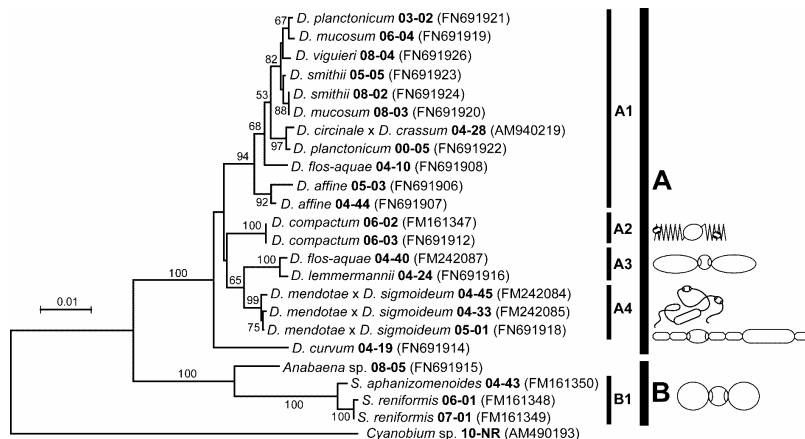 67
D. planctonicum 03-02 (FN691921)
D. mucosum 06-04 (FN691919)
D. viguieri 08-04 (FN691926)
82
D. smithii 05-05 (FN691923)
53
D. smithii 08-02 (FN691924)
88
D. mucosum 08-03 (FN691920)
A1
68
D. circinale x D. crassum 04-28 (AM940219)
97
D. planctonicum 00-05 (FN691922)
94
D. flos-aquae 04-10 (FN691908)
A
D. affine 05-03 (FN691906)
92
D. affine 04-44 (FN691907)
100
D. compactum 06-02 (FM161347)
A2
D. compactum 06-03 (FN691912)
100
D. flos-aquae 04-40 (FM242087)
A3
100
65
D. lemmermannii 04-24 (FN691916)
99
D. mendotae x D. sigmoideum 04-45 (FM242084)
A4
0.01
D. mendotae x D. sigmoideum 04-33 (FM242085)
75
D. mendotae x D. sigmoideum 05-01 (FN691918)
D. curvum 04-19 (FN691914)
100
Anabaena sp. 08-05 (FN691915)
S. aphanizomenoides 04-43 (FM161350)
B
100
S. reniformis 06-01 (FM161348)
B1
100
S. reniformis 07-01 (FM161349)
Cyanobium sp. 10-NR (AM490193)